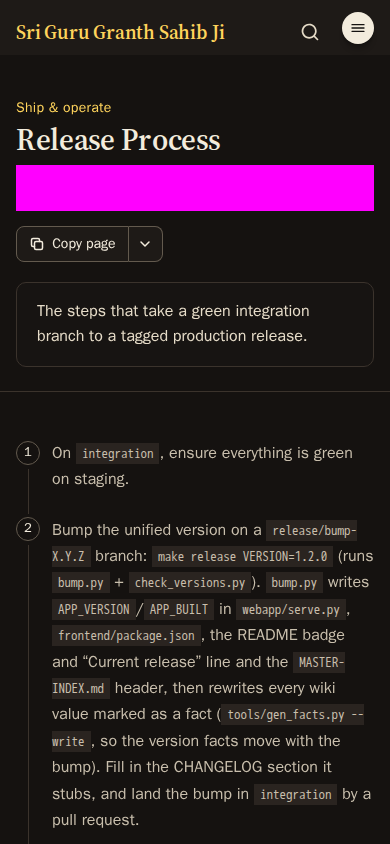 Sri Guru Granth Sahib Ji
Ship & operate
Release Process
Copy page
The steps that take a green integration
branch to a tagged production release.
1 On integration, ensure everything is green
on staging.
2 Bump the unified version on a release/bump-
X.Y.Z branch: make release VERSION=1.2.0 (runs
bump.py + check_versions.py). bump.py writes
APP_VERSION/APP_BUILT in webapp/serve.py,
frontend/package.json, the README badge
and “Current release” line and the MASTER-
INDEX.md header, then rewrites every wiki
value marked as a fact (tools/gen_facts.py --
write, so the version facts move with the
bump). Fill in the CHANGELOG section it
stubs, and land the bump in integration by a
pull request.